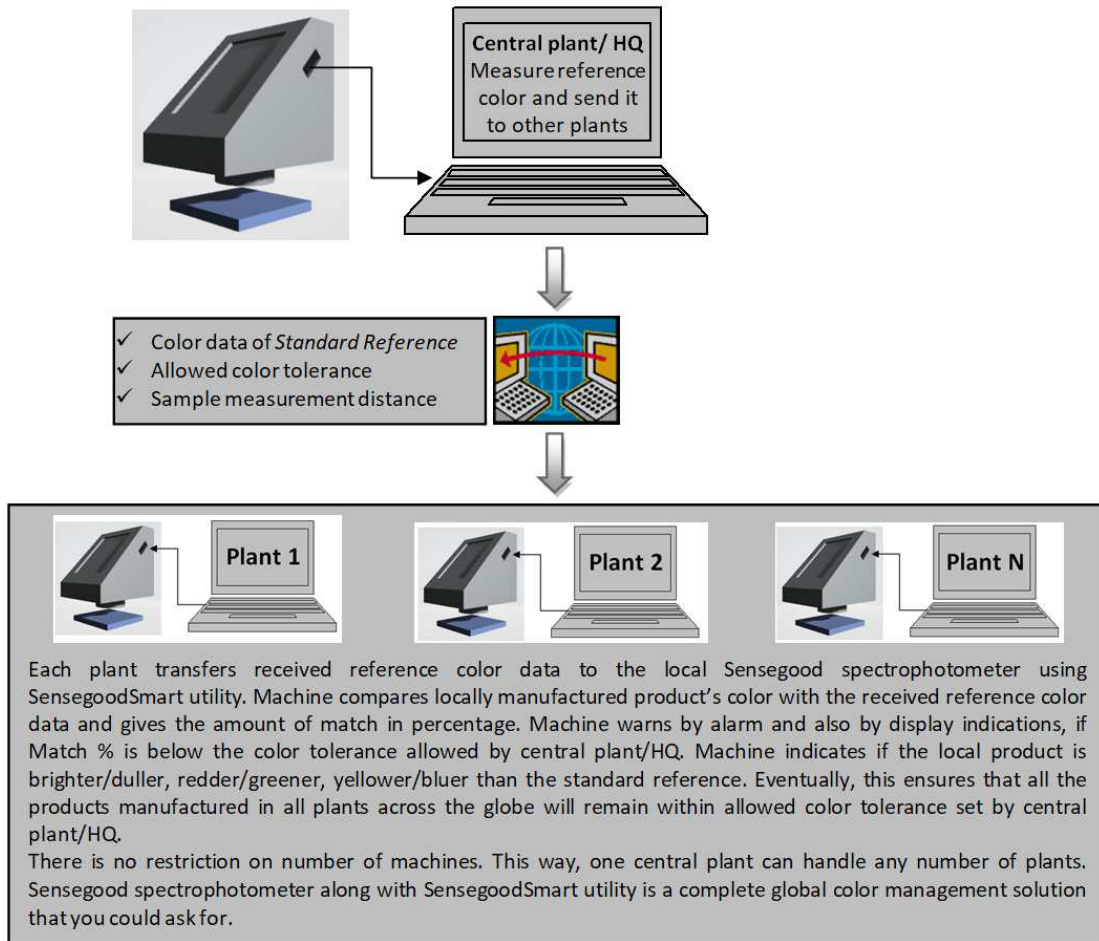 Central plant/ HQ
Measure reference
color and send it
to other plants
✓ Color data of Standard Reference
✓ Allowed color tolerance
✓ Sample measurement distance
Plant 1
Plant 2
Plant N
Each plant transfers received reference color data to the local Sensegood spectrophotometer using
SensegoodSmart utility. Machine compares locally manufactured product’s color with the received reference color
data and gives the amount of match in percentage. Machine warns by alarm and also by display indications, if
Match % is below the color tolerance allowed by central plant/HQ. Machine indicates if the local product is
brighter/duller, redder/greener, yellower/bluer than the standard reference. Eventually, this ensures that all the
products manufactured in all plants across the globe will remain within allowed color tolerance set by central
plant/HQ.
There is no restriction on number of machines. This way, one central plant can handle any number of plants.
Sensegood spectrophotometer along with SensegoodSmart utility is a complete global color management solution
that you could ask for.